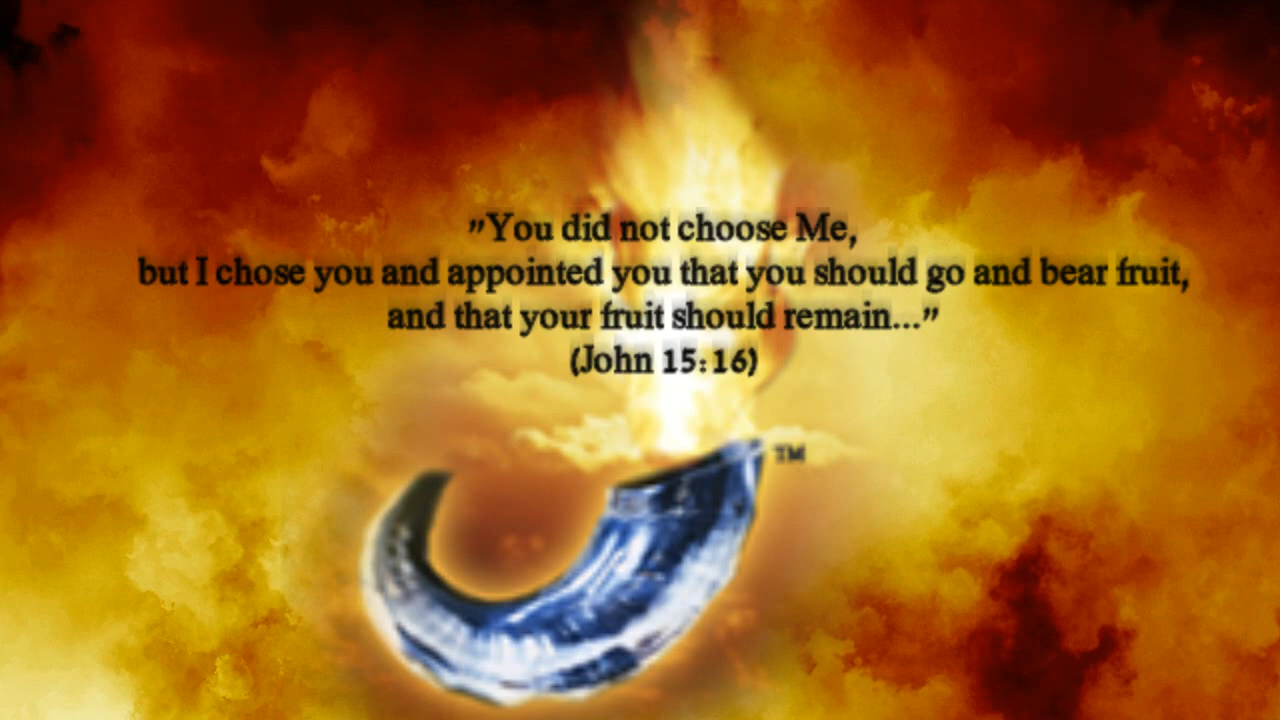 "You did not choose Me,
but I chose you and appointed you that you should go and bear fruit,
and that your fruit should remain..."
(John 15:16)
TM